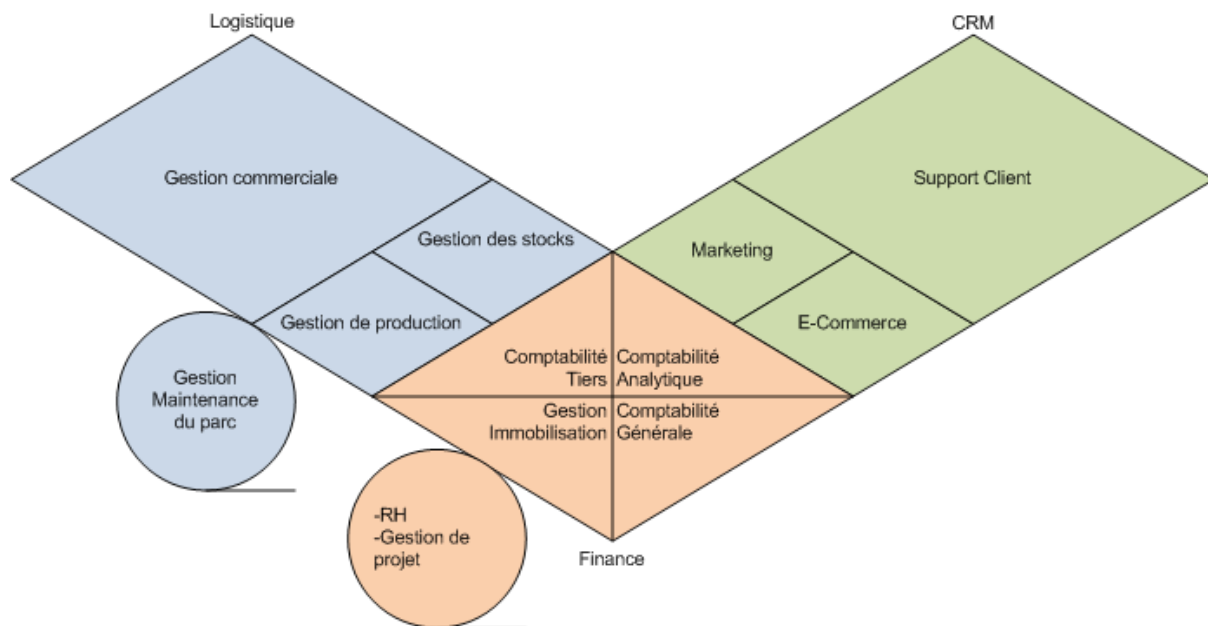 Logistique
CRM
Gestion commerciale
Support Client
Gestion des stocks
Marketing
Gestion de production
E-Commerce
Comptabilité
Tiers
Comptabilité
Analytique
Gestion
Maintenance
du parc
Gestion
Immobilisation
Comptabilité
Générale
-RH
-Gestion de
projet
Finance